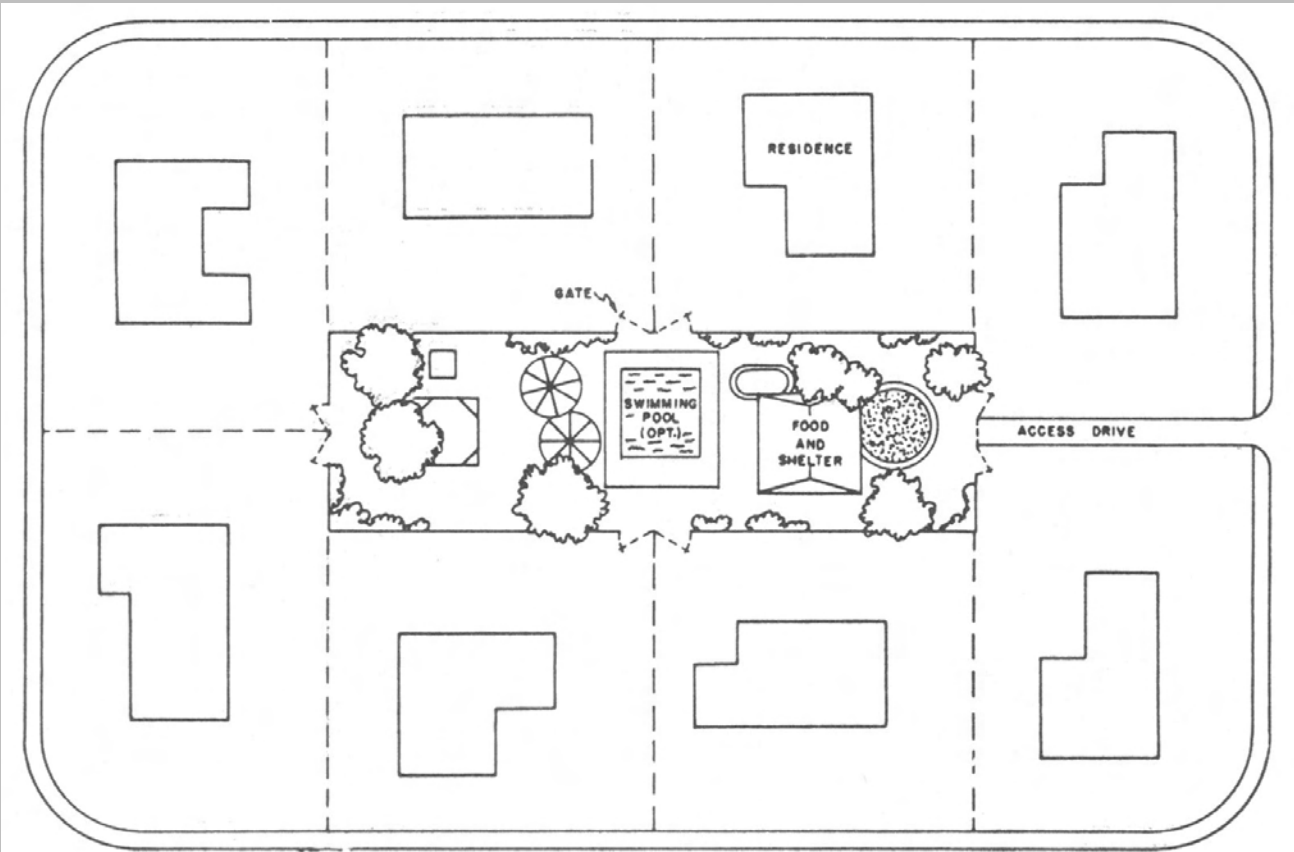 RESIDENCE
GATE
SWIMMING
POOL
(OPT.)
FOOD
AND
SHELTER
ACCESS DRIVE